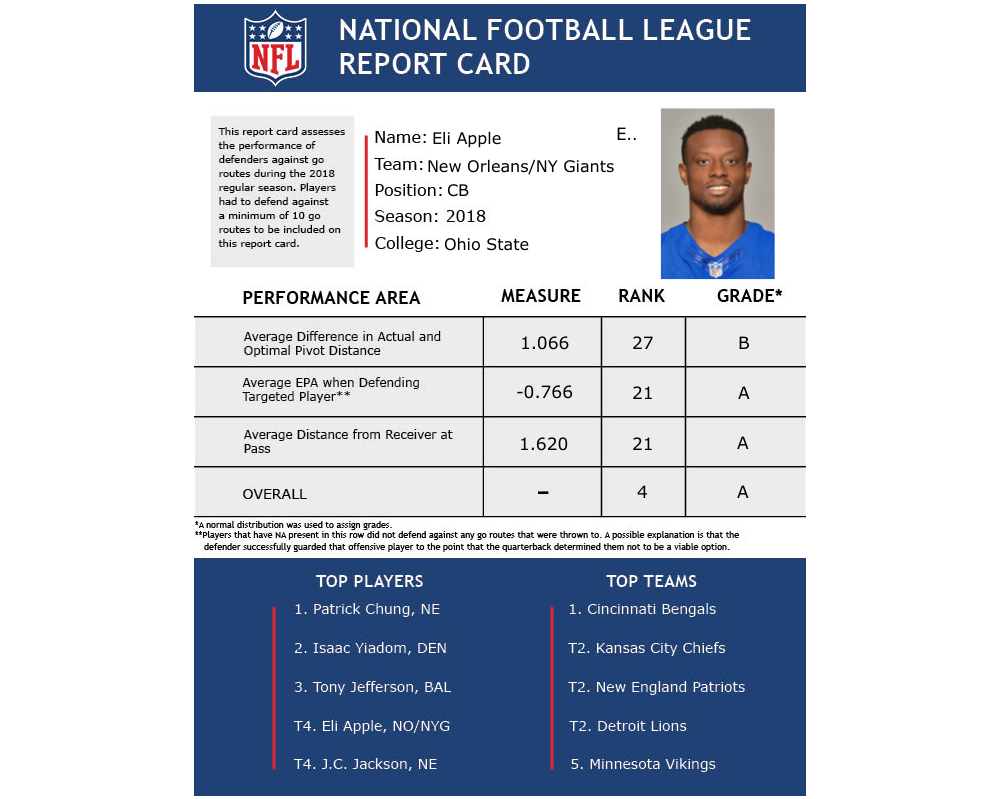 NFL
NATIONAL FOOTBALL LEAGUE
REPORT CARD
This report card assesses
the performance of
defenders against go
routes during the 2018
regular season. Players
had to defend against
a minimum of 10 go
routes to be included on
this report card.
Name: Eli Apple
E..
Team: New Orleans/NY Giants
Position: CB
Season: 2018
College: Ohio State
PERFORMANCE AREA MEASURE RANK GRADE*
Average Difference in Actual and
Optimal Pivot Distance
1.066 27 B
Average EPA when Defending
Targeted Player**
-0.766 21 A
Average Distance from Receiver at
Pass
1.620 21 A
OVERALL – 4 A
*A normal distribution was used to assign grades.
**Players that have NA present in this row did not defend against any go routes that were thrown to. A possible explanation is that the
defender successfully guarded that offensive player to the point that the quarterback determined them not to be a viable option.
TOP PLAYERS
1. Patrick Chung, NE
2. Isaac Yiadom, DEN
3. Tony Jefferson, BAL
T4. Eli Apple, NO/NYG
T4. J.C. Jackson, NE
TOP TEAMS
1. Cincinnati Bengals
T2. Kansas City Chiefs
T2. New England Patriots
T2. Detroit Lions
5. Minnesota Vikings